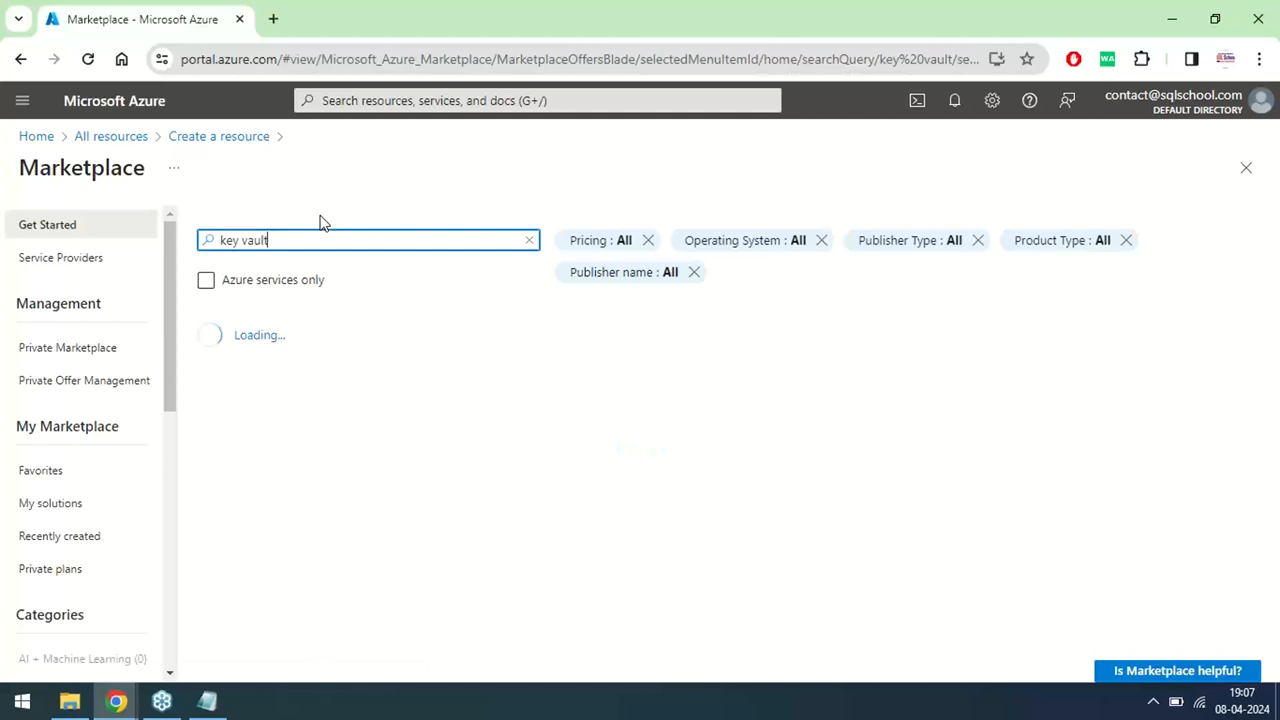 Marketplace - Microsoft Azure
portal.azure.com/#view/Microsoft_Azure_Marketplace/MarketplaceOffersBlade/selectedMenuItemId/home/searchQuery/key%20vault/se...
WA
Microsoft Azure
Search resources, services, and docs (G+/)
contact@sqlschool.com
DEFAULT DIRECTORY
Home > All resources > Create a resource >
Marketplace ...
Get Started
Service Providers
Management
Private Marketplace
Private Offer Management
My Marketplace
Favorites
My solutions
Recently created
Private plans
Categories
AI + Machine Learning (0)
key vault
Pricing : All
Operating System : All
Publisher Type : All
Product Type : All
Publisher name : All
Azure services only
Loading...
Is Marketplace helpful?
19:07
08-04-2024